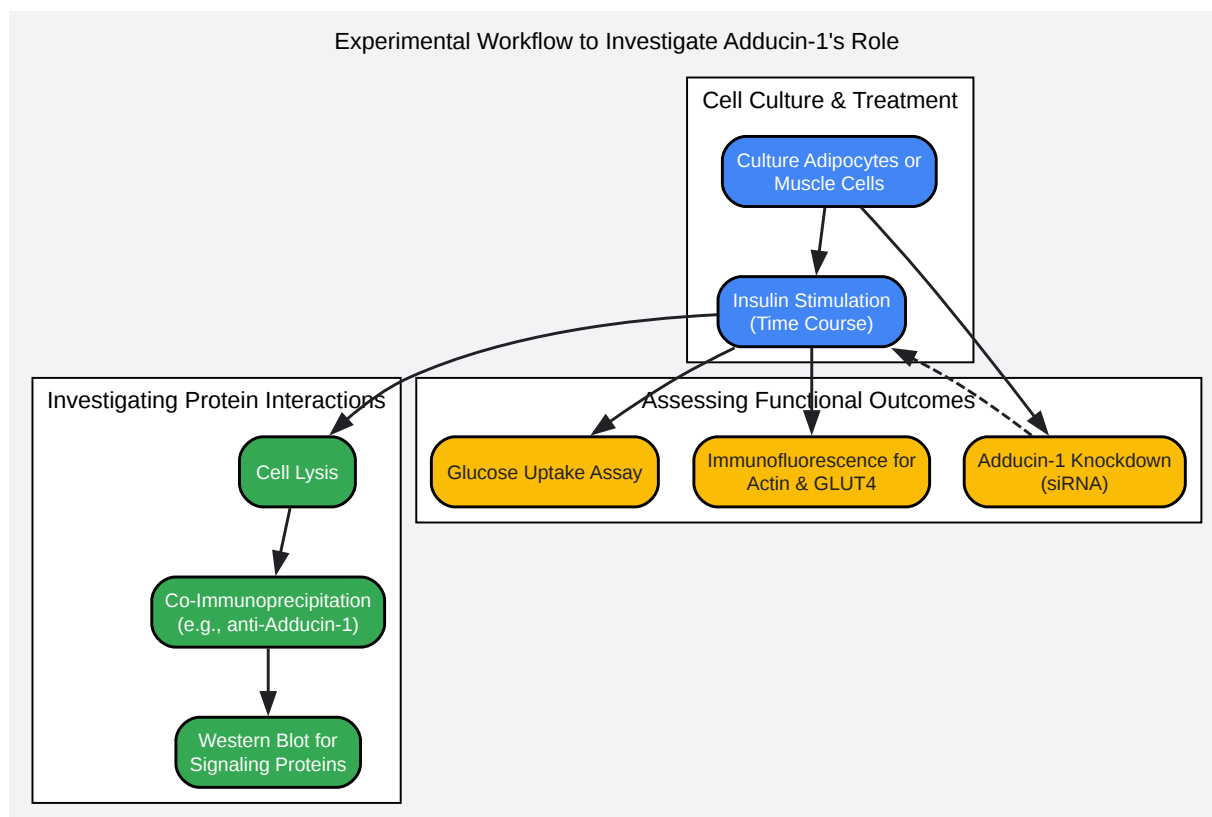 Experimental Workflow to Investigate Adducin-1's Role
Cell Culture & Treatment
Culture Adipocytes or
Muscle Cells
Insulin Stimulation
(Time Course)
Investigating Protein Interactions
Cell Lysis
Co-Immunoprecipitation
(e.g., anti-Adducin-1)
Western Blot for
Signaling Proteins
Assessing Functional Outcomes
Glucose Uptake Assay
Immunofluorescence for
Actin & GLUT4
Adducin-1 Knockdown
(siRNA)